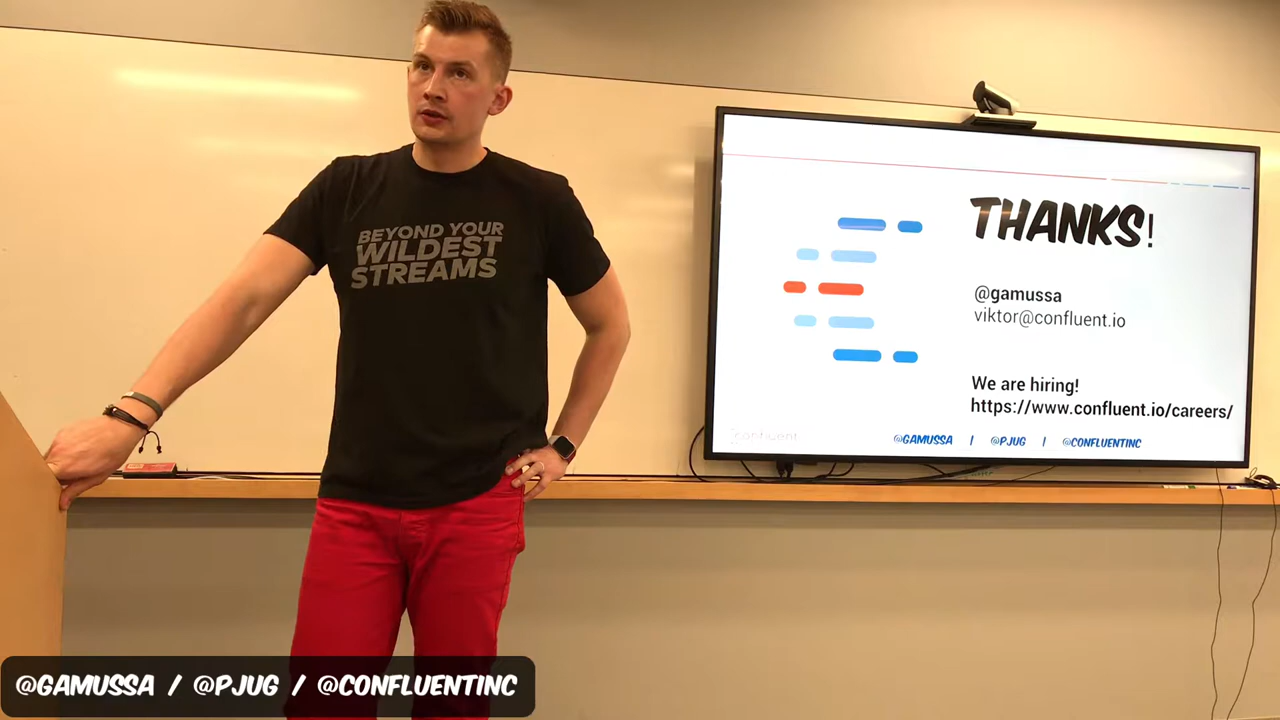 BEYOND YOUR
WILDEST
STREAMS
THANKS!
@gamussa
viktor@confluent.io
We are hiring!
https://www.confluent.io/careers/
confluent
@GAMUSSA / @PJUG / @CONFLUENTINC
@GAMUSSA / @PJUG / @CONFLUENTINC